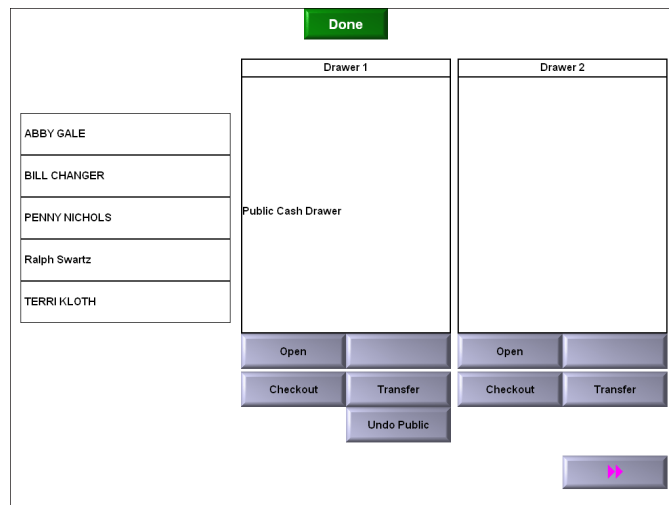 Done
Drawer 1
Drawer 2
ABBY GALE
BILL CHANGER
PENNY NICHOLS
Ralph Swartz
TERRI KLOTH
Public Cash Drawer
Open
Open
Checkout
Transfer
Checkout
Transfer
Undo Public